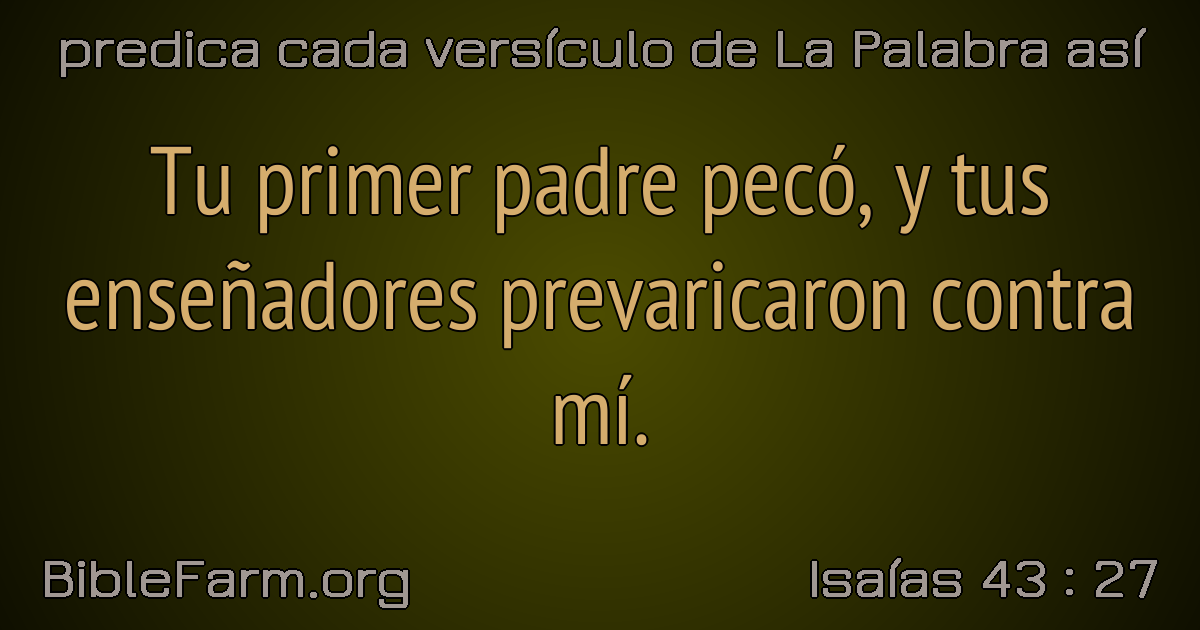 predica cada versículo de La Palabra así
Tu primer padre pecó, y tus
enseñadores prevaricaron contra
mí.
BibleFarm.org
Isaías 43 : 27